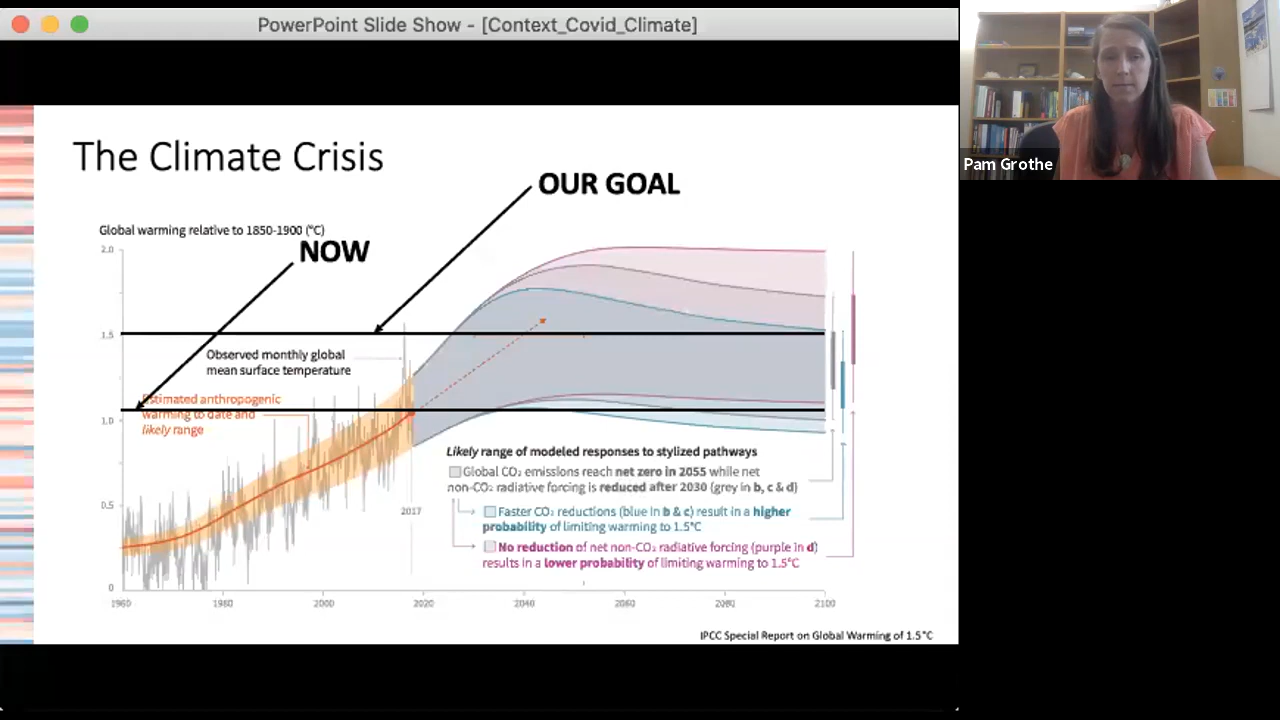 PowerPoint Slide Show - [Context_Covid_Climate]
Pam Grothe
The Climate Crisis
OUR GOAL
Global warming relative to 1850-1900 (°C)
NOW
2.0
1.5
Observed monthly global
mean surface temperature
Estimated anthropogenic
warming to date and
likely range
1.0
Likely range of modeled responses to stylized pathways
Global CO₂ emissions reach net zero in 2055 while net
non-CO₂ radiative forcing is reduced after 2030 (grey in b, c & d)
0.5
2017
Faster CO₂ reductions (blue in b & c) result in a higher
probability of limiting warming to 1.5°C
No reduction of net non-CO₂ radiative forcing (purple in d)
results in a lower probability of limiting warming to 1.5°C
0
1960 1980 2000 2020 2040 2060 2080 2100
IPCC Special Report on Global Warming of 1.5°C